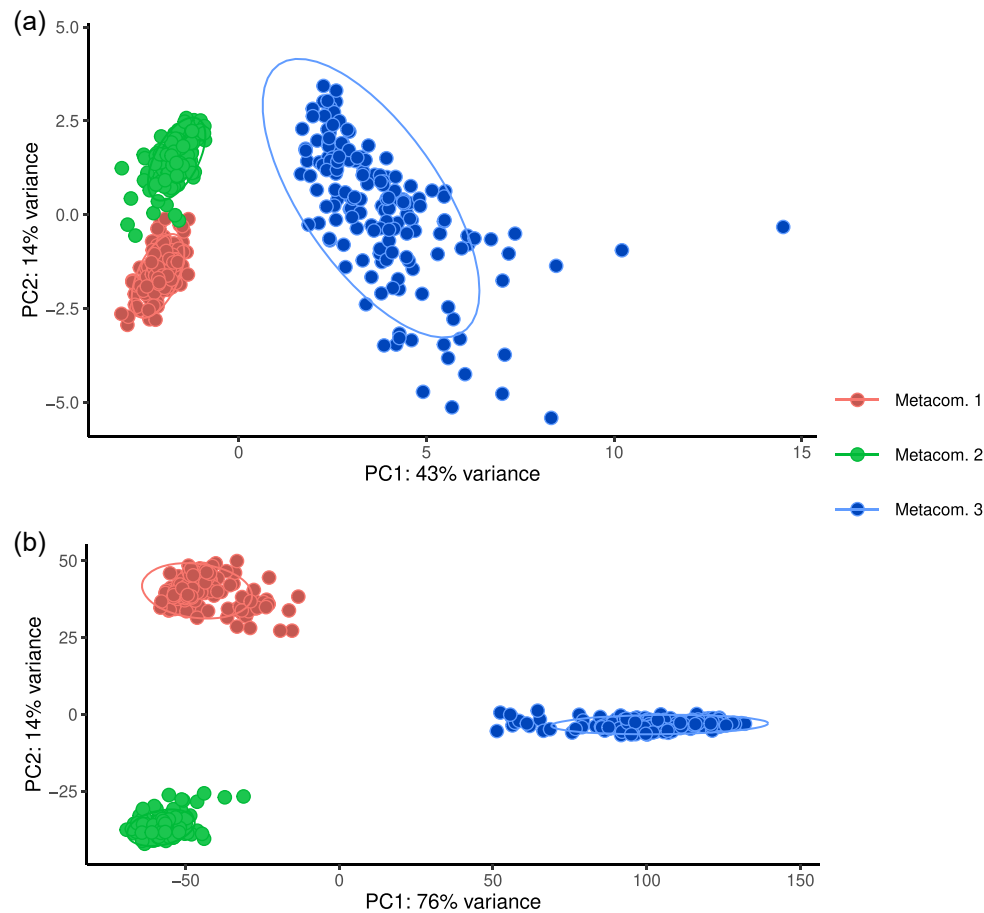 (a)
5.0
2.5
0.0
−2.5
−5.0
PC2: 14% variance
0 5 10 15
PC1: 43% variance
Metacom. 1
Metacom. 2
Metacom. 3
(b)
50
25
0
−25
PC2: 14% variance
−50 0 50 100 150
PC1: 76% variance